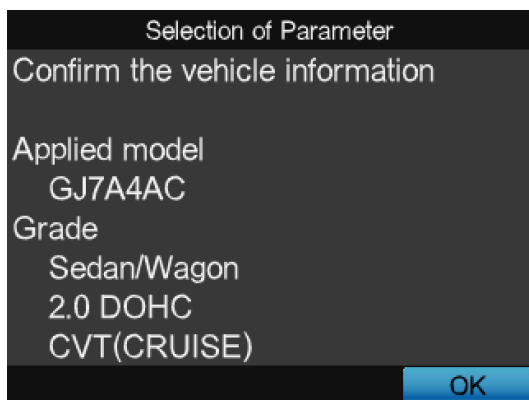 Selection of Parameter
Confirm the vehicle information
Applied model
GJ7A4AC
Grade
Sedan/Wagon
2.0 DOHC
CVT(CRUISE)
OK